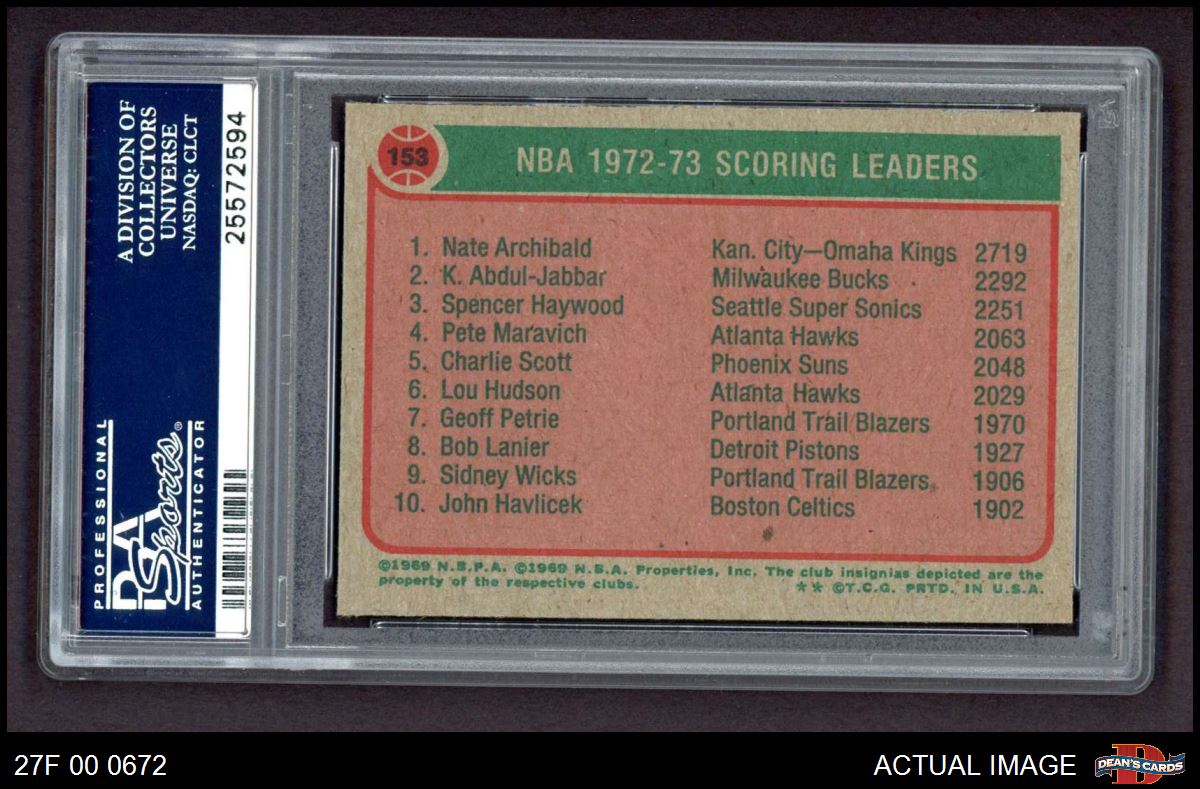 A DIVISION OF
COLLECTORS
UNIVERSE
NASDAQ: CLCT
25572594
PROFESSIONAL
PSA
Sports®
AUTHENTICATOR
153
NBA 1972-73 SCORING LEADERS
1. Nate Archibald Kan. City—Omaha Kings 2719
2. K. Abdul-Jabbar Milwaukee Bucks 2292
3. Spencer Haywood Seattle Super Sonics 2251
4. Pete Maravich Atlanta Hawks 2063
5. Charlie Scott Phoenix Suns 2048
6. Lou Hudson Atlanta Hawks 2029
7. Geoff Petrie Portland Trail Blazers 1970
8. Bob Lanier Detroit Pistons 1927
9. Sidney Wicks Portland Trail Blazers 1906
10. John Havlicek Boston Celtics 1902
©1969 N.B.P.A. ©1969 N.B.A. Properties, Inc. The club insignias depicted are the
property of the respective clubs.
** ©T.C.G. PRTD. IN U.S.A.
27F 00 0672
ACTUAL IMAGE
D
DEAN'S CARDS